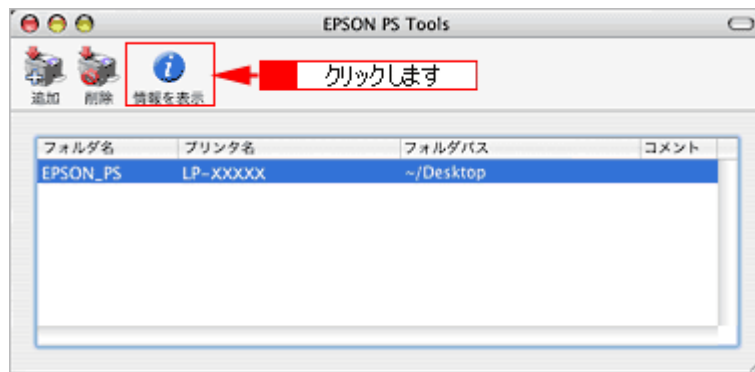 EPSON PS Tools
追加 削除 情報を表示
クリックします
フォルダ名 プリンタ名 フォルダパス コメント
EPSON_PS LP-XXXXX ~/Desktop